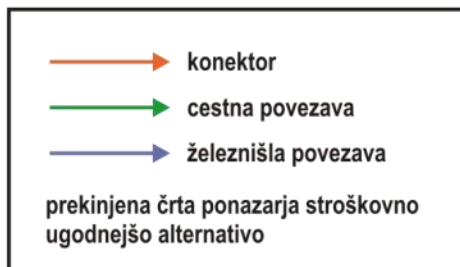 konektor
cestna povezava
železnišla povezava
prekinjena črta ponazarja stroškovno
ugodnejšo alternativo